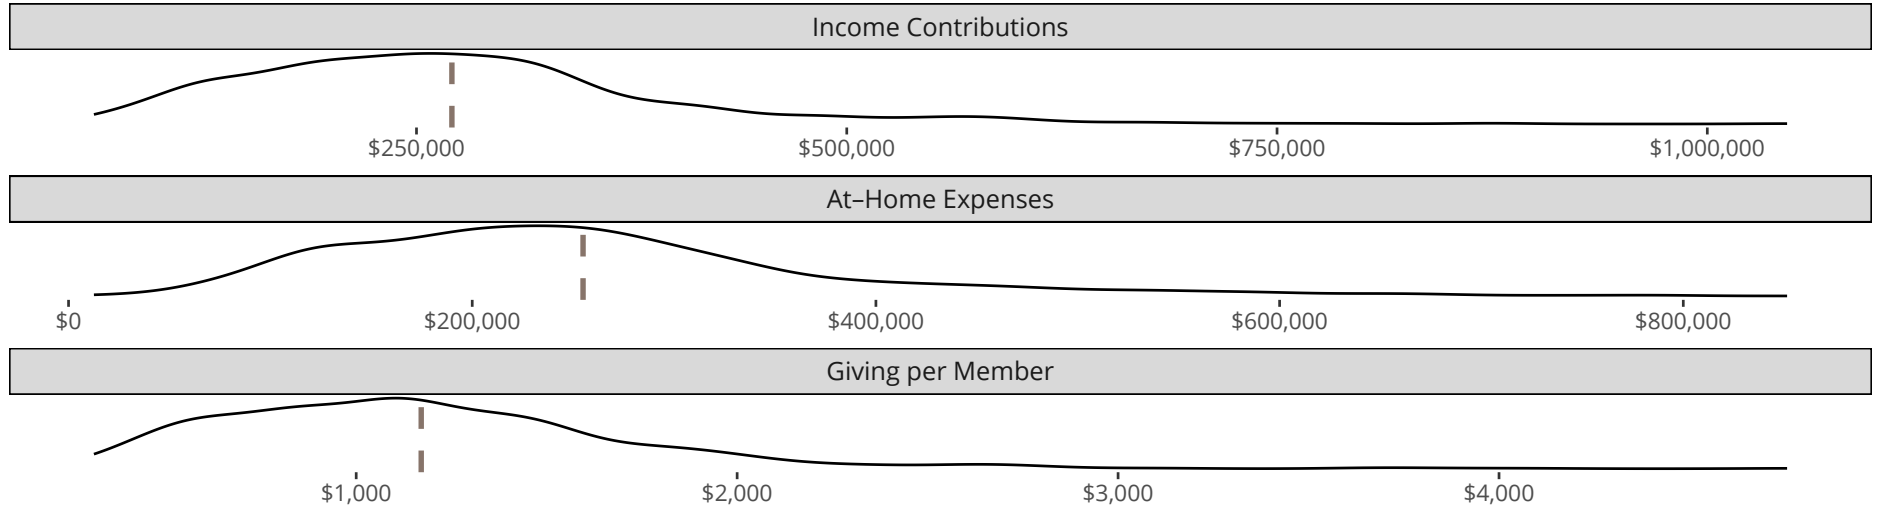 Income Contributions
$250,000 $500,000 $750,000 $1,000,000
At–Home Expenses
$0 $200,000 $400,000 $600,000 $800,000
Giving per Member
$1,000 $2,000 $3,000 $4,000